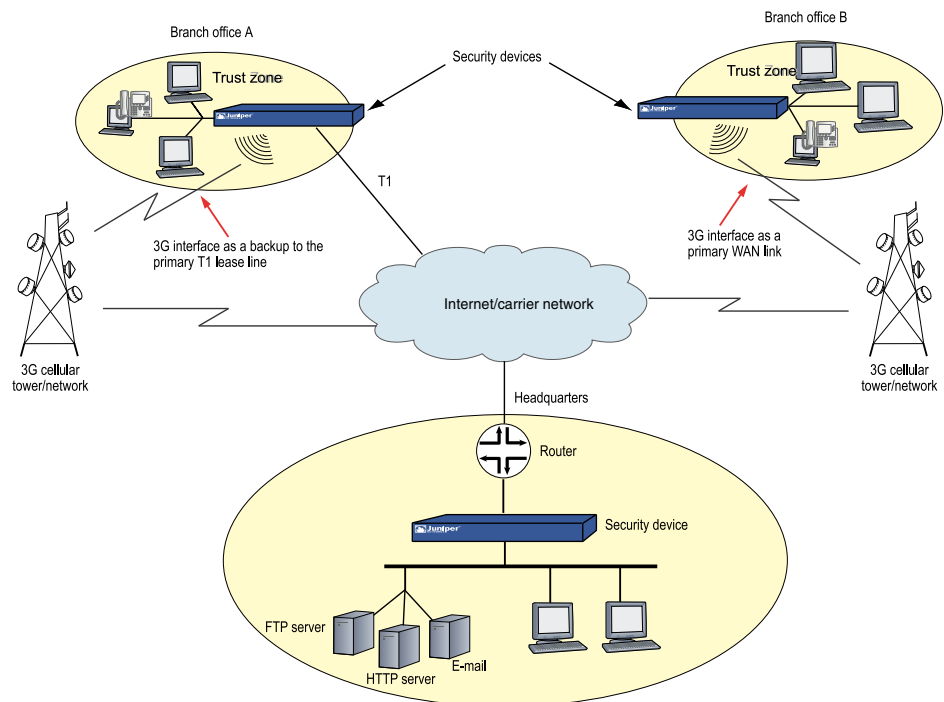 Branch office A
Branch office B
Security devices
Trust Zone
Trust Zone
Juniper
Juniper
T1
3G interface as a backup to the
primary T1 lease line
3G interface as a
primary WAN link
Internet/carrier network
3G cellular
tower/network
3G cellular
tower/network
Headquarters
Router
Juniper
Security device
FTP server
HTTP server
E-mail